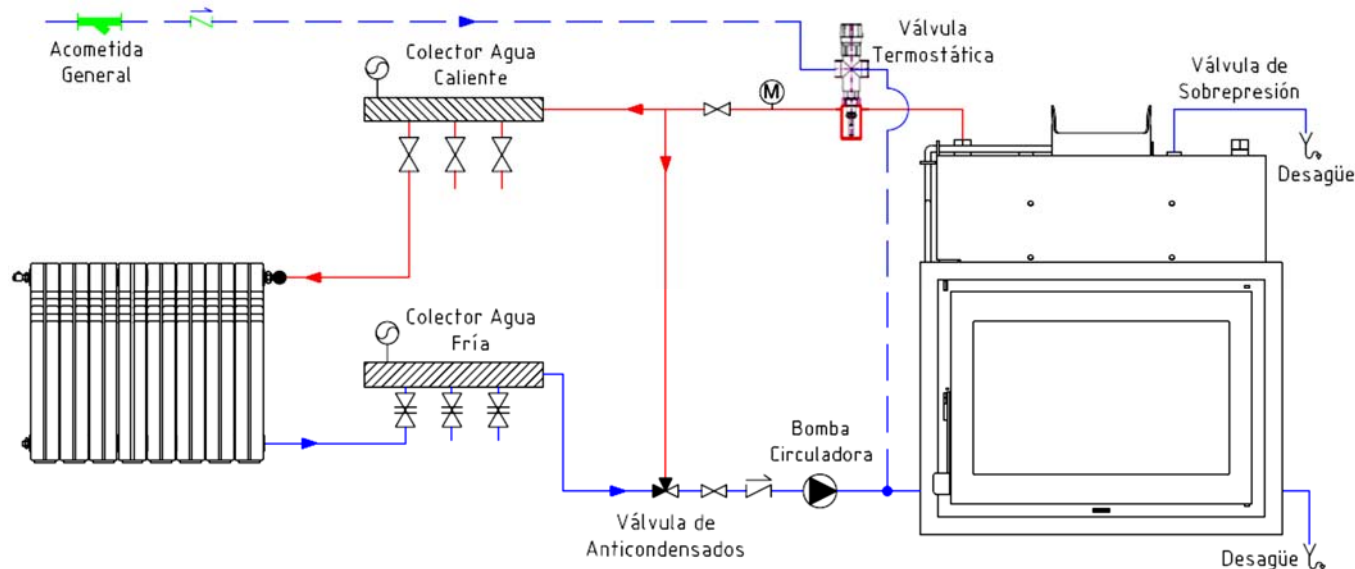 Acometida
General
Colector Agua
Caliente
Válvula
Termostática
Válvula de
Sobrepresión
M
Desagüe
Colector Agua
Fría
Bomba
Circuladora
Válvula de
Anticondensados
Desagüe